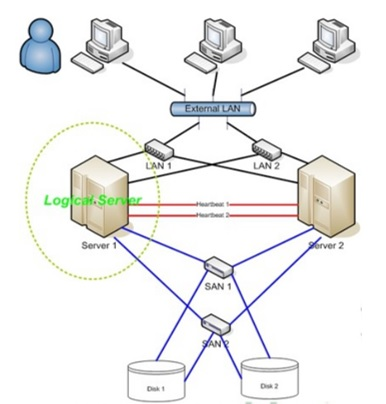 External LAN
LAN 1
LAN 2
Logical Server
Heartbeat 1
Heartbeat 2
Server 1
Server 2
SAN 1
SAN 2
Disk 1
Disk 2